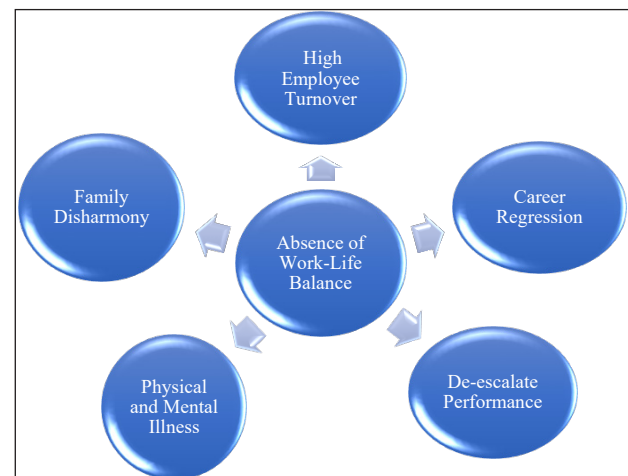 High
Employee
Turnover
Family
Disharmony
Career
Regression
Absence of
Work-Life
Balance
Physical
and Mental
Illness
De-escalate
Performance